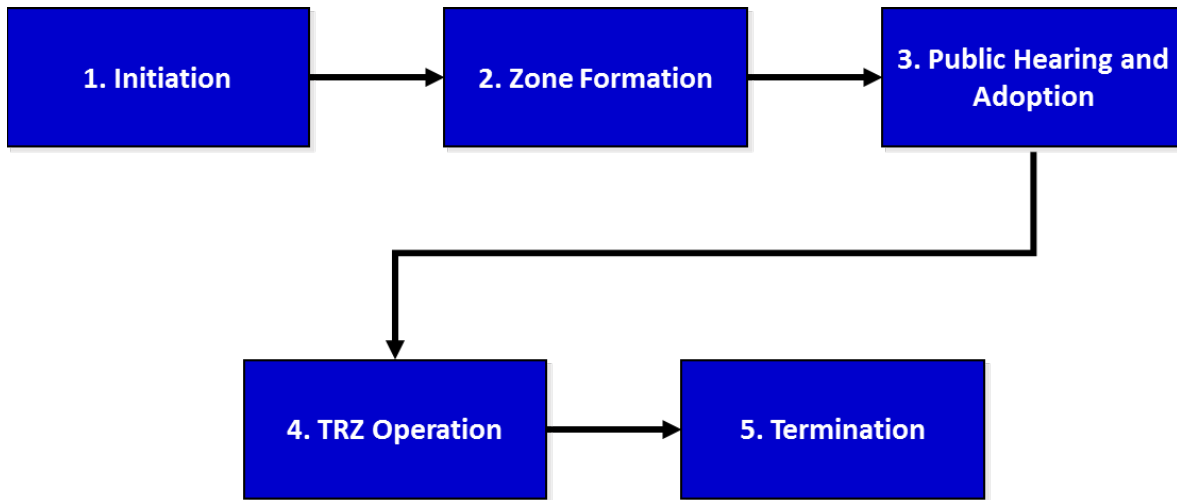 1. Initiation
2. Zone Formation
3. Public Hearing and
Adoption
4. TRZ Operation
5. Termination